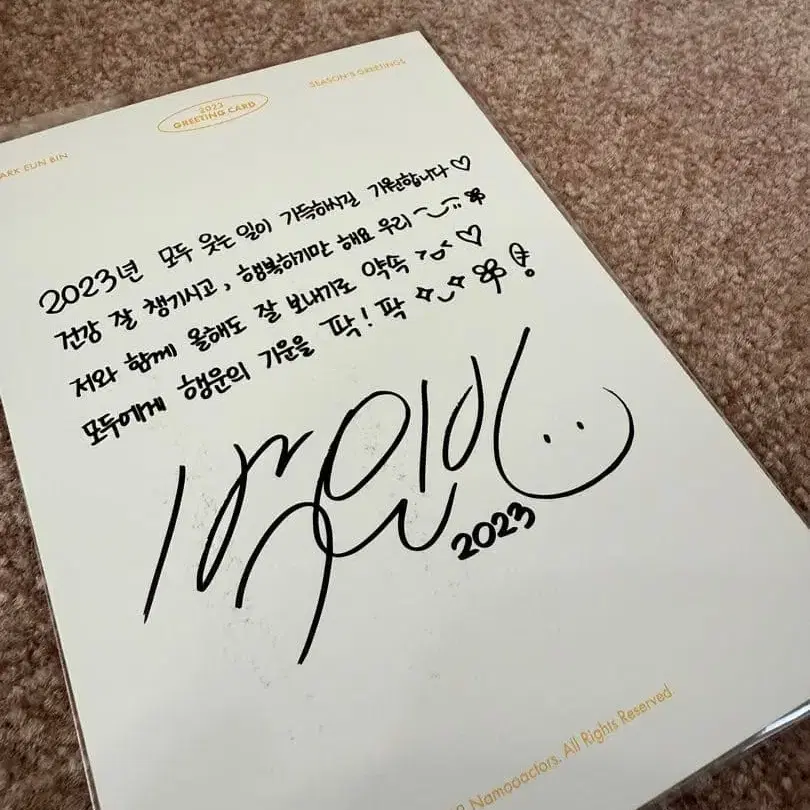 SEASON'S GREETINGS
2023
GREETING CARD
ARK EUN BIN
2023년 모두 웃는 일이 가득하시길 기원합니다♡
건강 잘 챙기시고, 행복하기만 해요 우리
저와 함께 올해도 잘 보내기로 약속 ♡
모두에게 행운의 기운을 팍! 팍
박은빈
2023
Namooactors. All Rights Reserved.